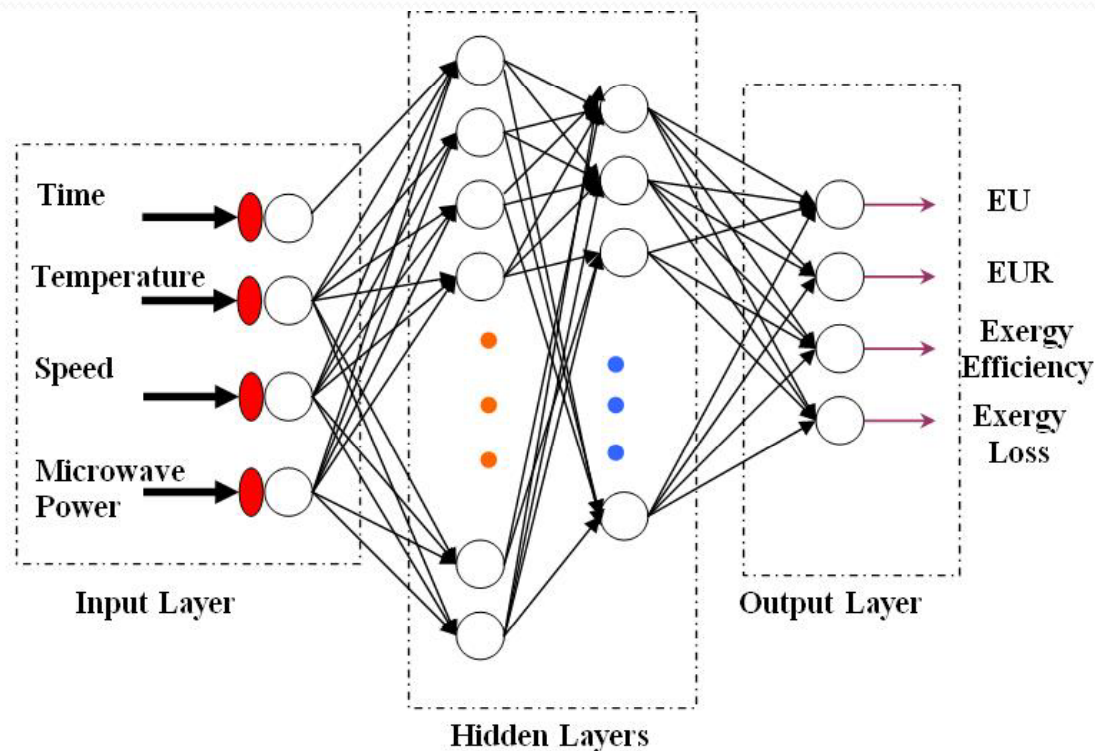 Time
Temperature
Speed
Microwave
Power
Input Layer
Hidden Layers
EU
EUR
Exergy
Efficiency
Exergy
Loss
Output Layer